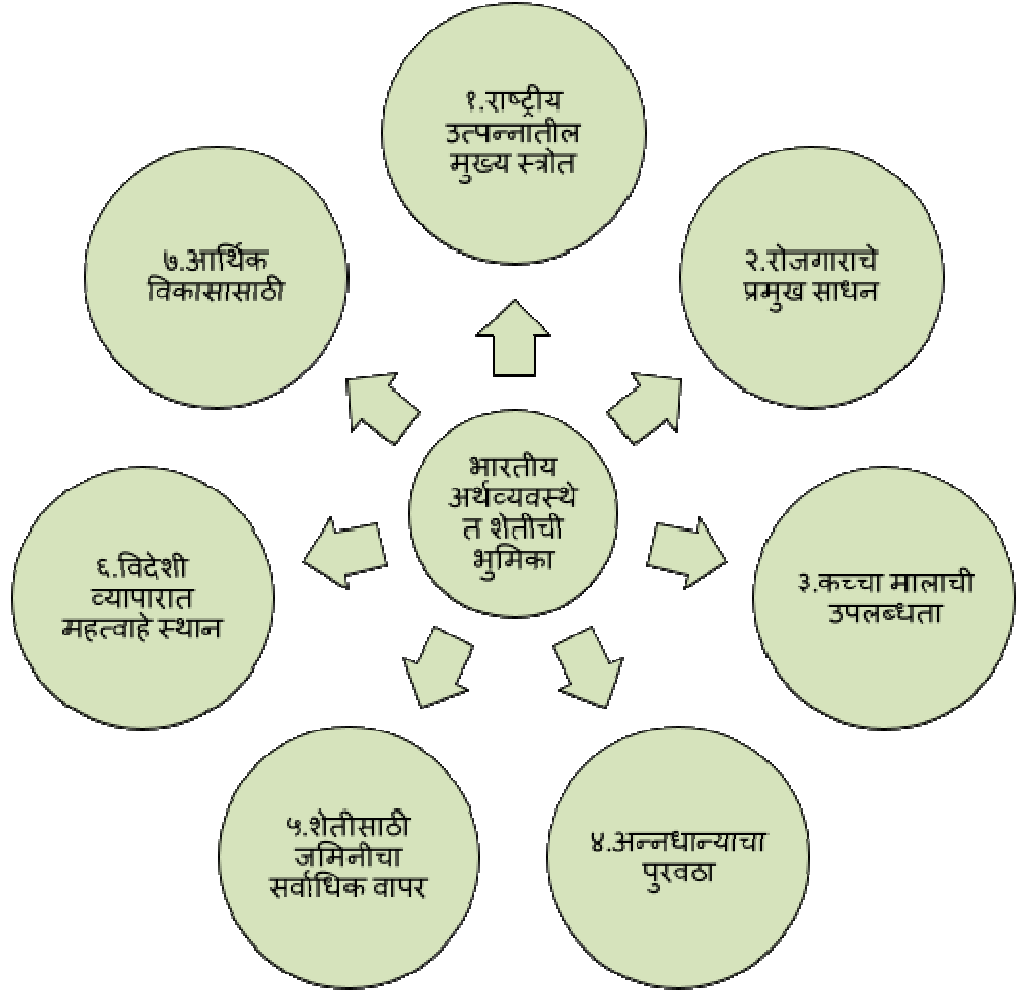 १.राष्ट्रीय
उत्पन्नातील
मुख्य स्त्रोत
२.रोजगाराचे
प्रमुख साधन
३.कच्चा मालाची
उपलब्धता
४.अन्नधान्याचा
पुरवठा
५.शेतीसाठी
जमिनीचा
सर्वाधिक वापर
६.विदेशी
व्यापारात
महत्वाहे स्थान
७.आर्थिक
विकासासाठी
भारतीय
अर्थव्यवस्थे
त शेतीची
भुमिका